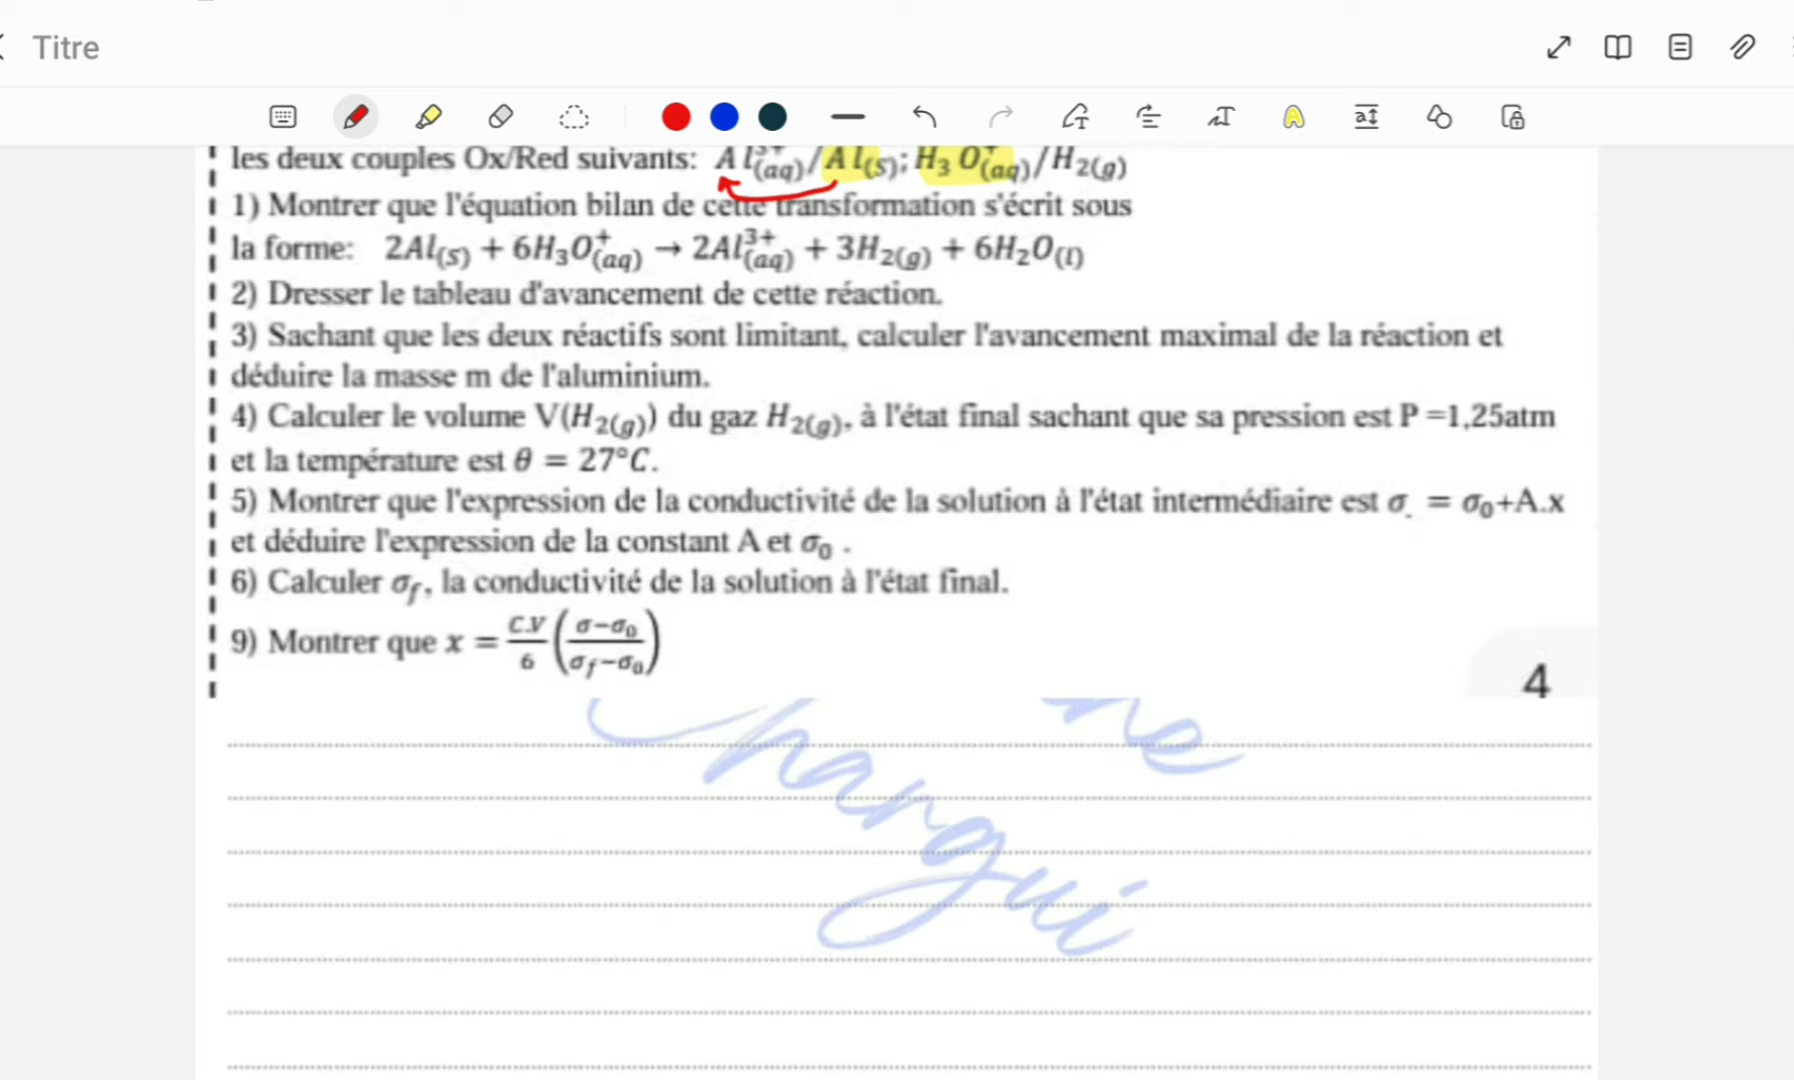 Titre
les deux couples Ox/Red suivants: Al³⁺(aq)/Al(s); H₃O⁺(aq)/H₂(g)
1) Montrer que l'équation bilan de cette transformation s'écrit sous
la forme: 2Al(s) + 6H₃O⁺(aq) → 2Al³⁺(aq) + 3H₂(g) + 6H₂O(l)
2) Dresser le tableau d'avancement de cette réaction.
3) Sachant que les deux réactifs sont limitant, calculer l'avancement maximal de la réaction et
déduire la masse m de l'aluminium.
4) Calculer le volume V(H₂(g)) du gaz H₂(g), à l'état final sachant que sa pression est P =1,25atm
et la température est θ = 27°C.
5) Montrer que l'expression de la conductivité de la solution à l'état intermédiaire est σ = σ₀+A.x
et déduire l'expression de la constant A et σ₀ .
6) Calculer σf, la conductivité de la solution à l'état final.
9) Montrer que x = C.V/6 (σ−σ₀/σf−σ₀)
4
hargui